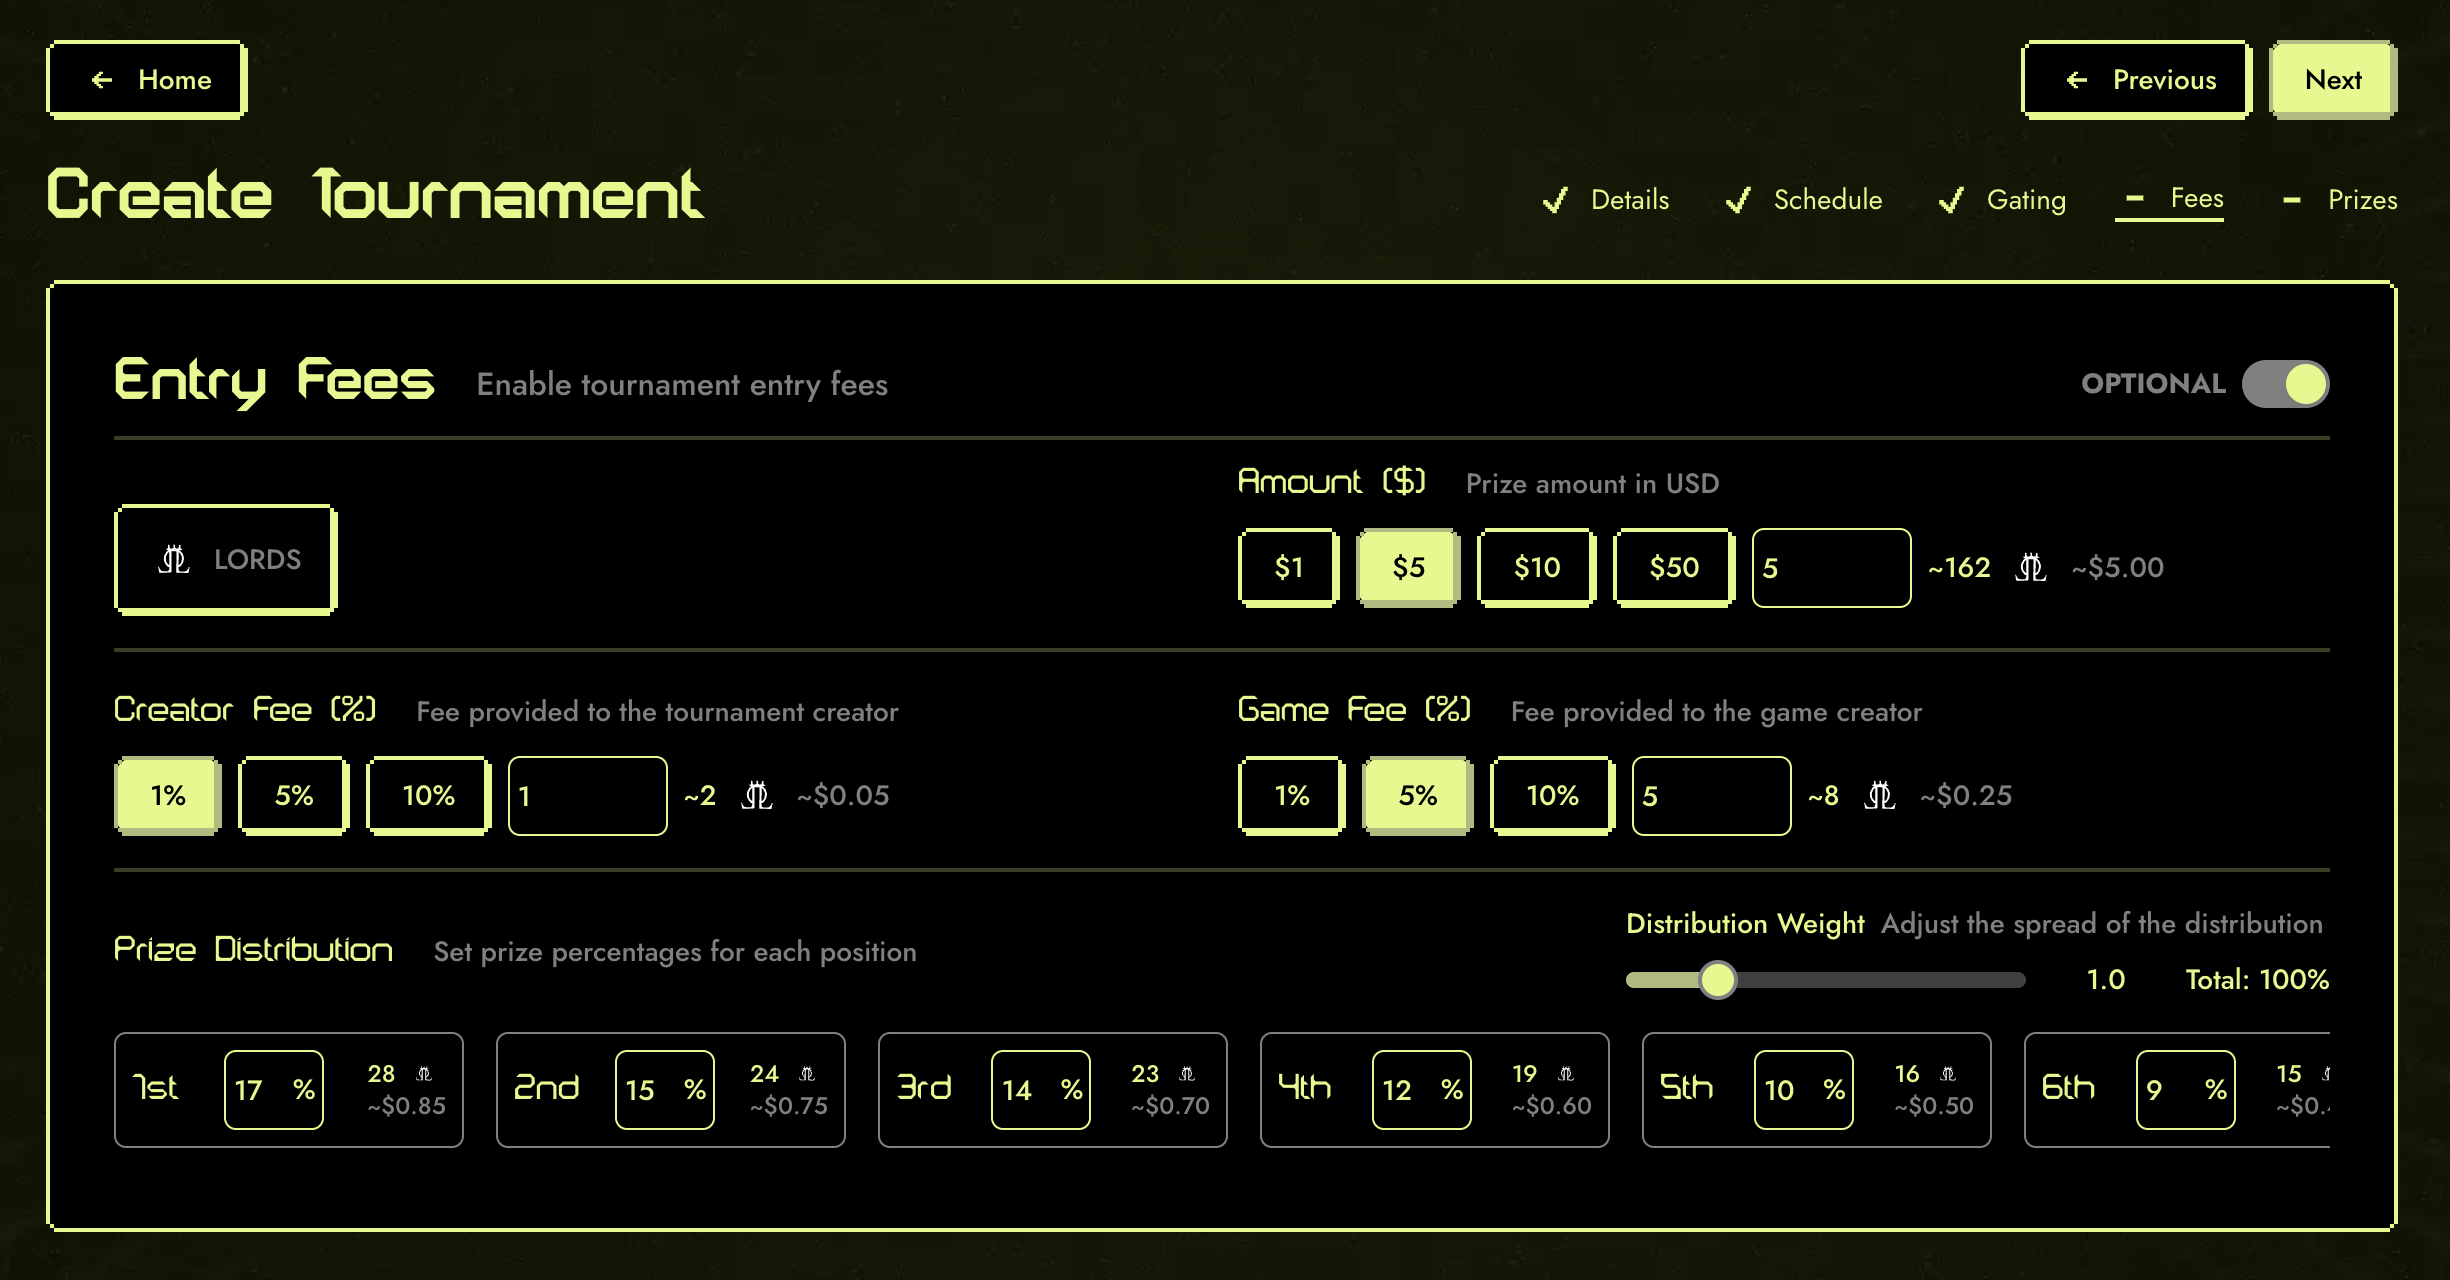 Home
Previous
Next
Create Tournament
Details
Schedule
Gating
Fees
Prizes
Entry Fees Enable tournament entry fees
OPTIONAL
LORDS
Amount ($) Prize amount in USD
$1
$5
$10
$50
5
~162
~$5.00
Creator Fee (%) Fee provided to the tournament creator
1%
5%
10%
1
~2
~$0.05
Game Fee (%) Fee provided to the game creator
1%
5%
10%
5
~8
~$0.25
Prize Distribution Set prize percentages for each position
Distribution Weight Adjust the spread of the distribution
1.0
Total: 100%
1st
17 %
28
~$0.85
2nd
15 %
24
~$0.75
3rd
14 %
23
~$0.70
4th
12 %
19
~$0.60
5th
10 %
16
~$0.50
6th
9 %
15